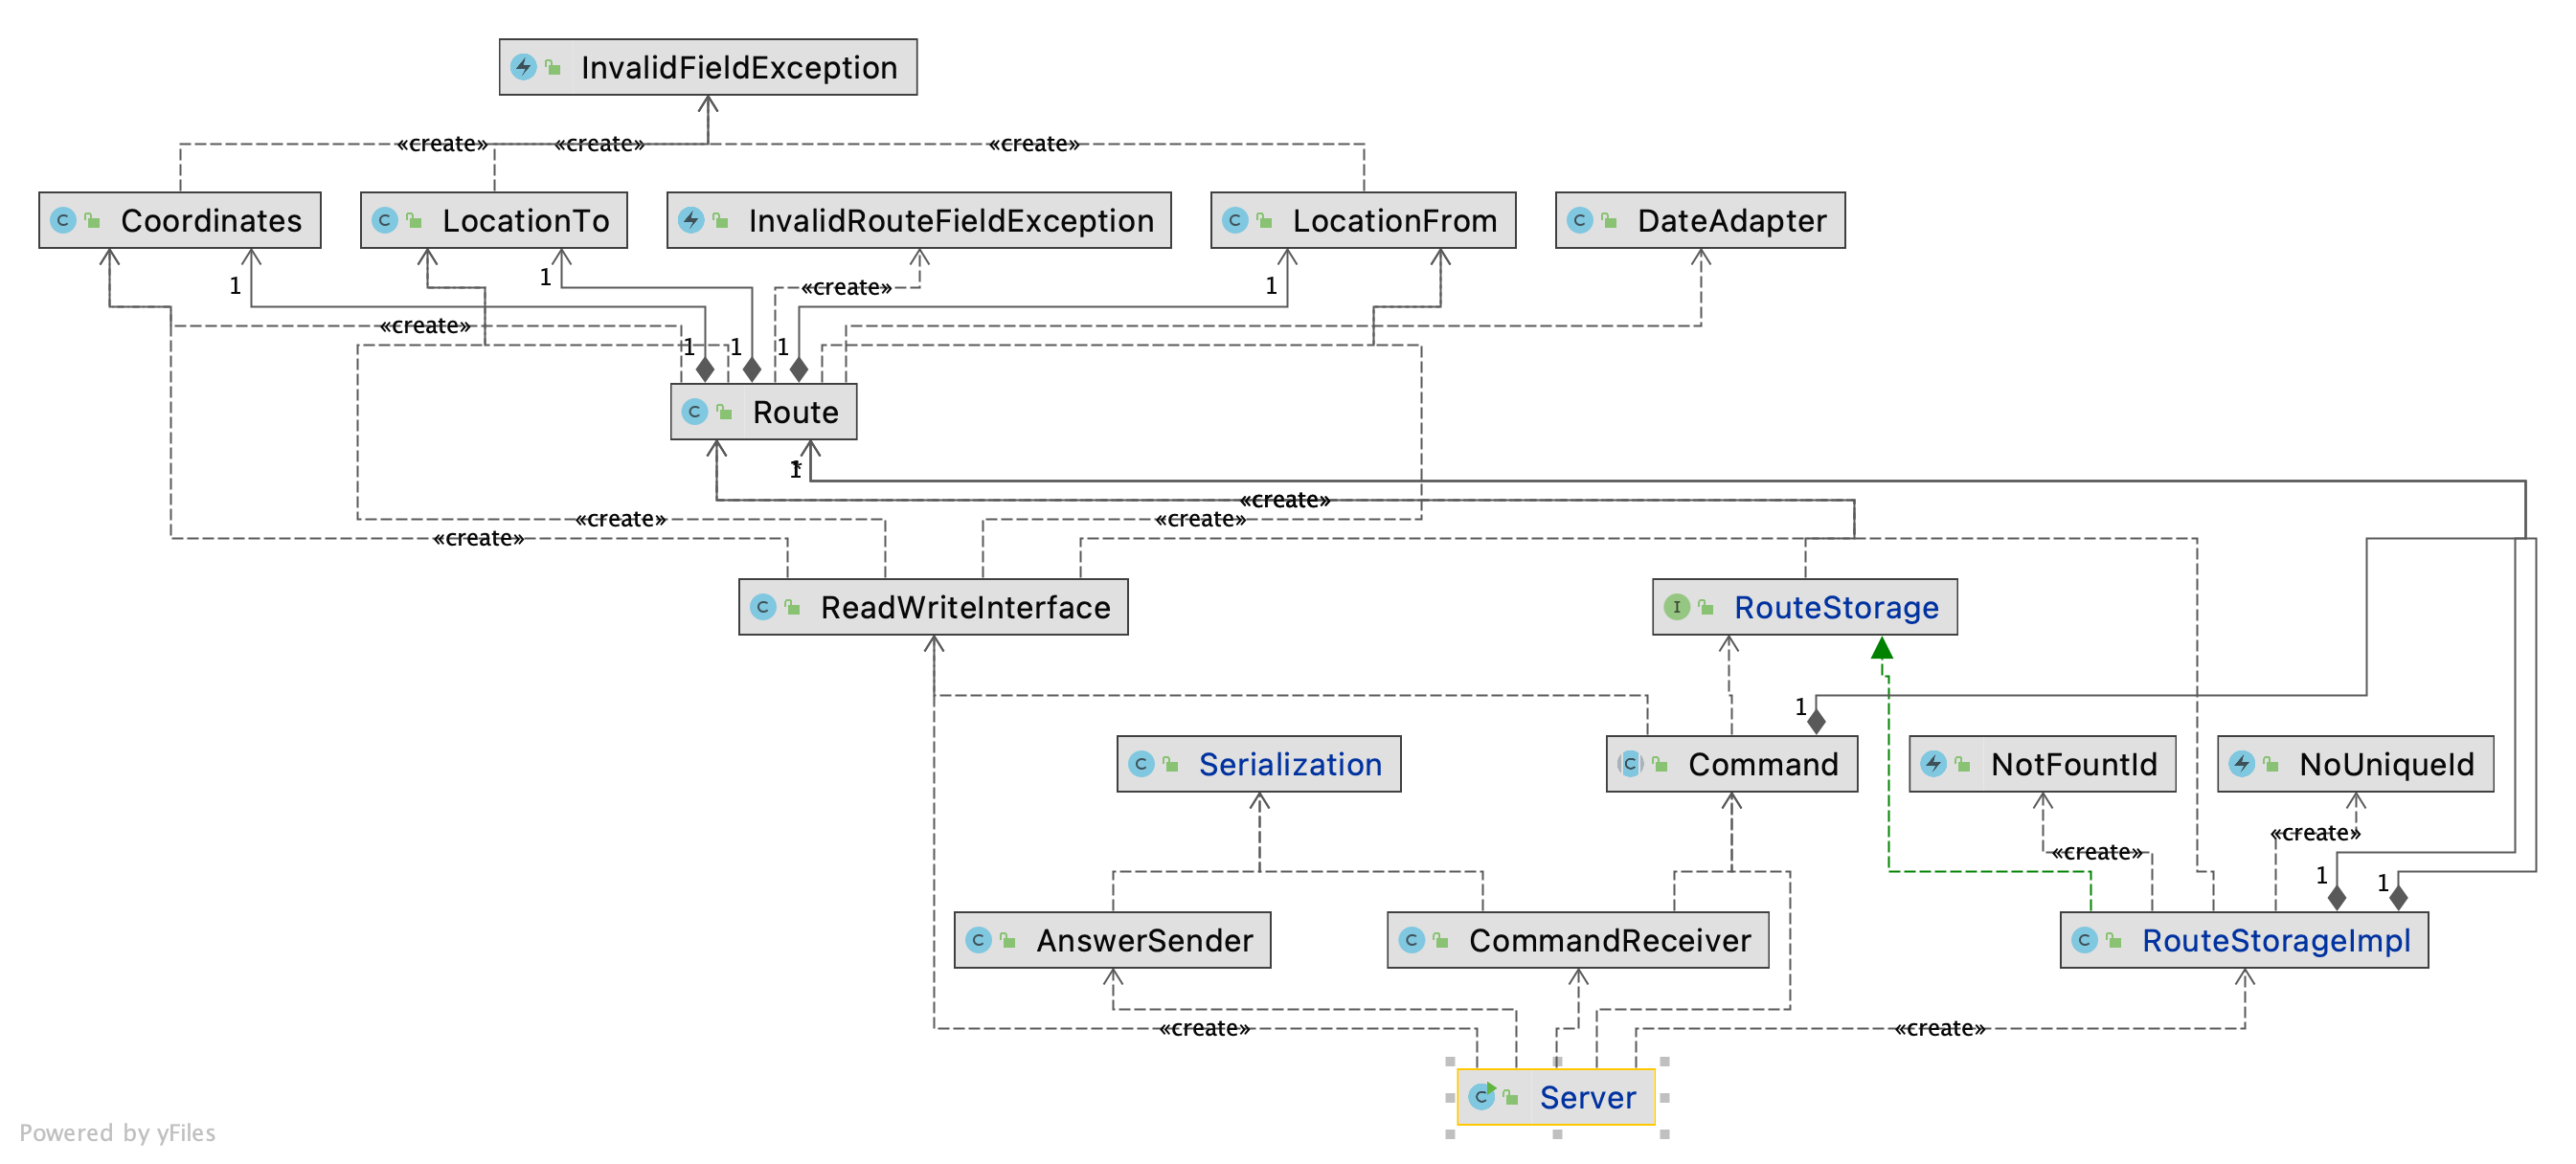 InvalidFieldException
«create» «create» «create»
Coordinates LocationTo InvalidRouteFieldException LocationFrom DateAdapter
1 1 «create» 1
«create»
1 1 1
Route
1
«create»
«create» «create»
«create»
ReadWriteInterface RouteStorage
1
Serialization Command NotFountId NoUniqueId
«create»
«create»
1 1
AnswerSender CommandReceiver RouteStorageImpl
«create» «create»
Server
Powered by yFiles